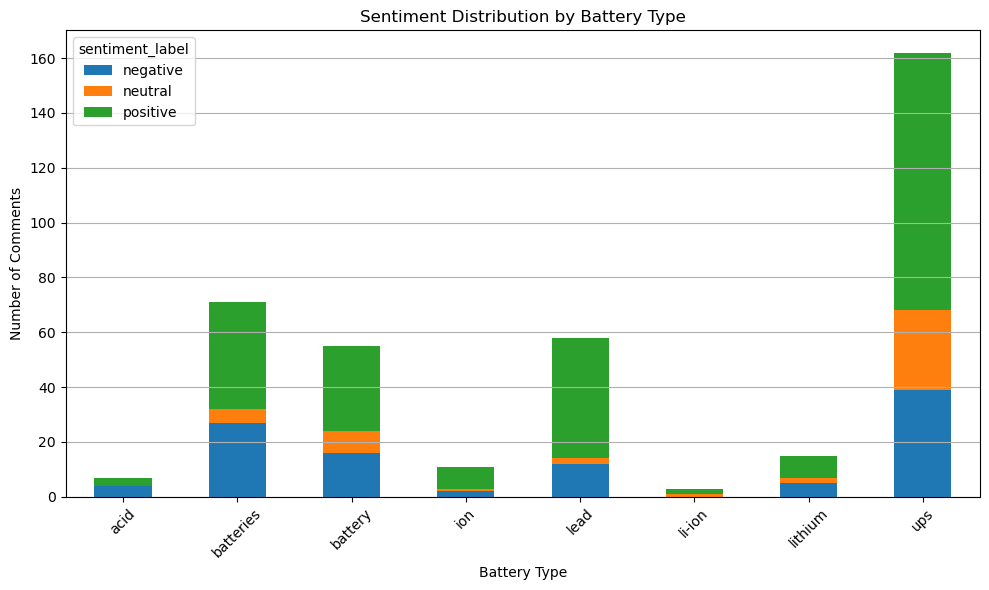 Sentiment Distribution by Battery Type
sentiment_label
negative
neutral
positive
Number of Comments
160
140
120
100
80
60
40
20
0
acid
batteries
battery
ion
lead
li-ion
lithium
ups
Battery Type